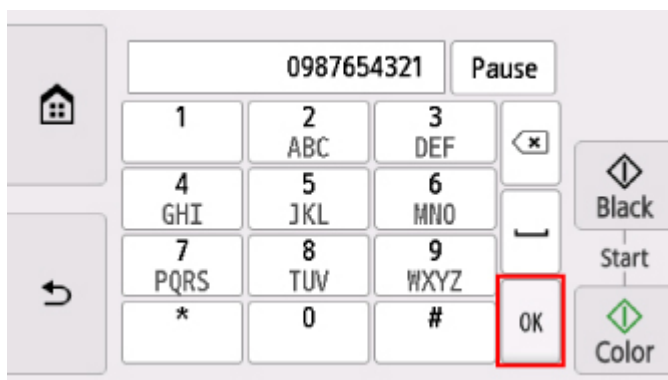 0987654321 Pause
1 2 3
ABC DEF
4 5 6
GHI JKL MNO
7 8 9
PQRS TUV WXYZ
* 0 # OK
Black
Start
Color